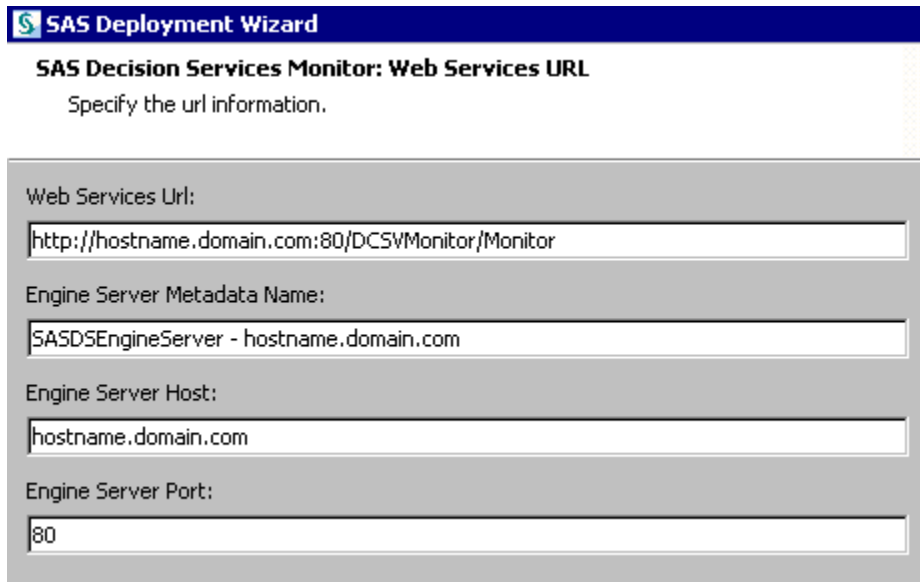 SAS Deployment Wizard
SAS Decision Services Monitor: Web Services URL
Specify the url information.
Web Services Url:
http://hostname.domain.com:80/DCSVMonitor/Monitor
Engine Server Metadata Name:
SASDSEngineServer - hostname.domain.com
Engine Server Host:
hostname.domain.com
Engine Server Port:
80